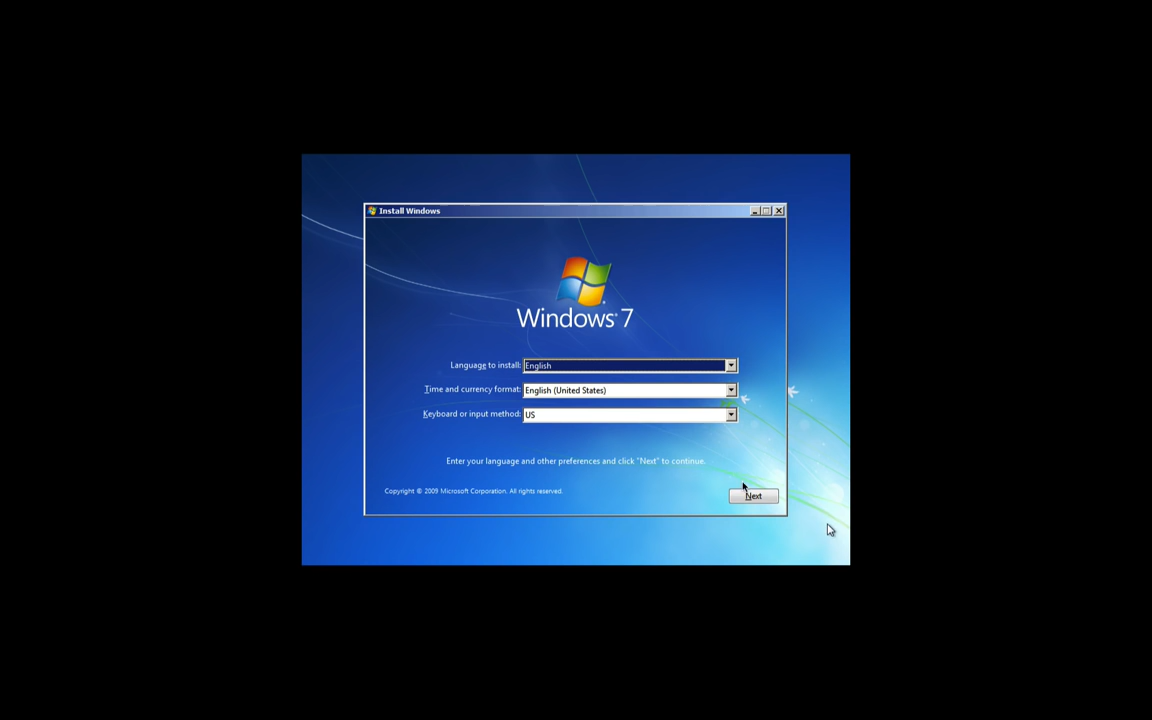 Install Windows
Windows 7
Language to install: English
Time and currency format: English (United States)
Keyboard or input method: US
Enter your language and other preferences and click "Next" to continue.
Copyright © 2009 Microsoft Corporation. All rights reserved.
Next